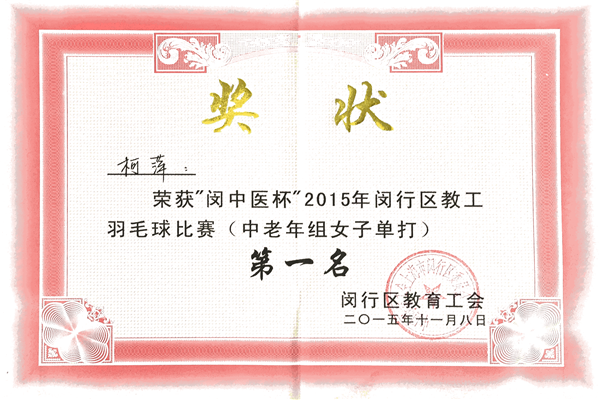 奖 状
柯萍：
荣获"闵中医杯"2015年闵行区教工
羽毛球比赛（中老年组女子单打）
第一名
闵行区教育工会
二〇一五年十一月八日